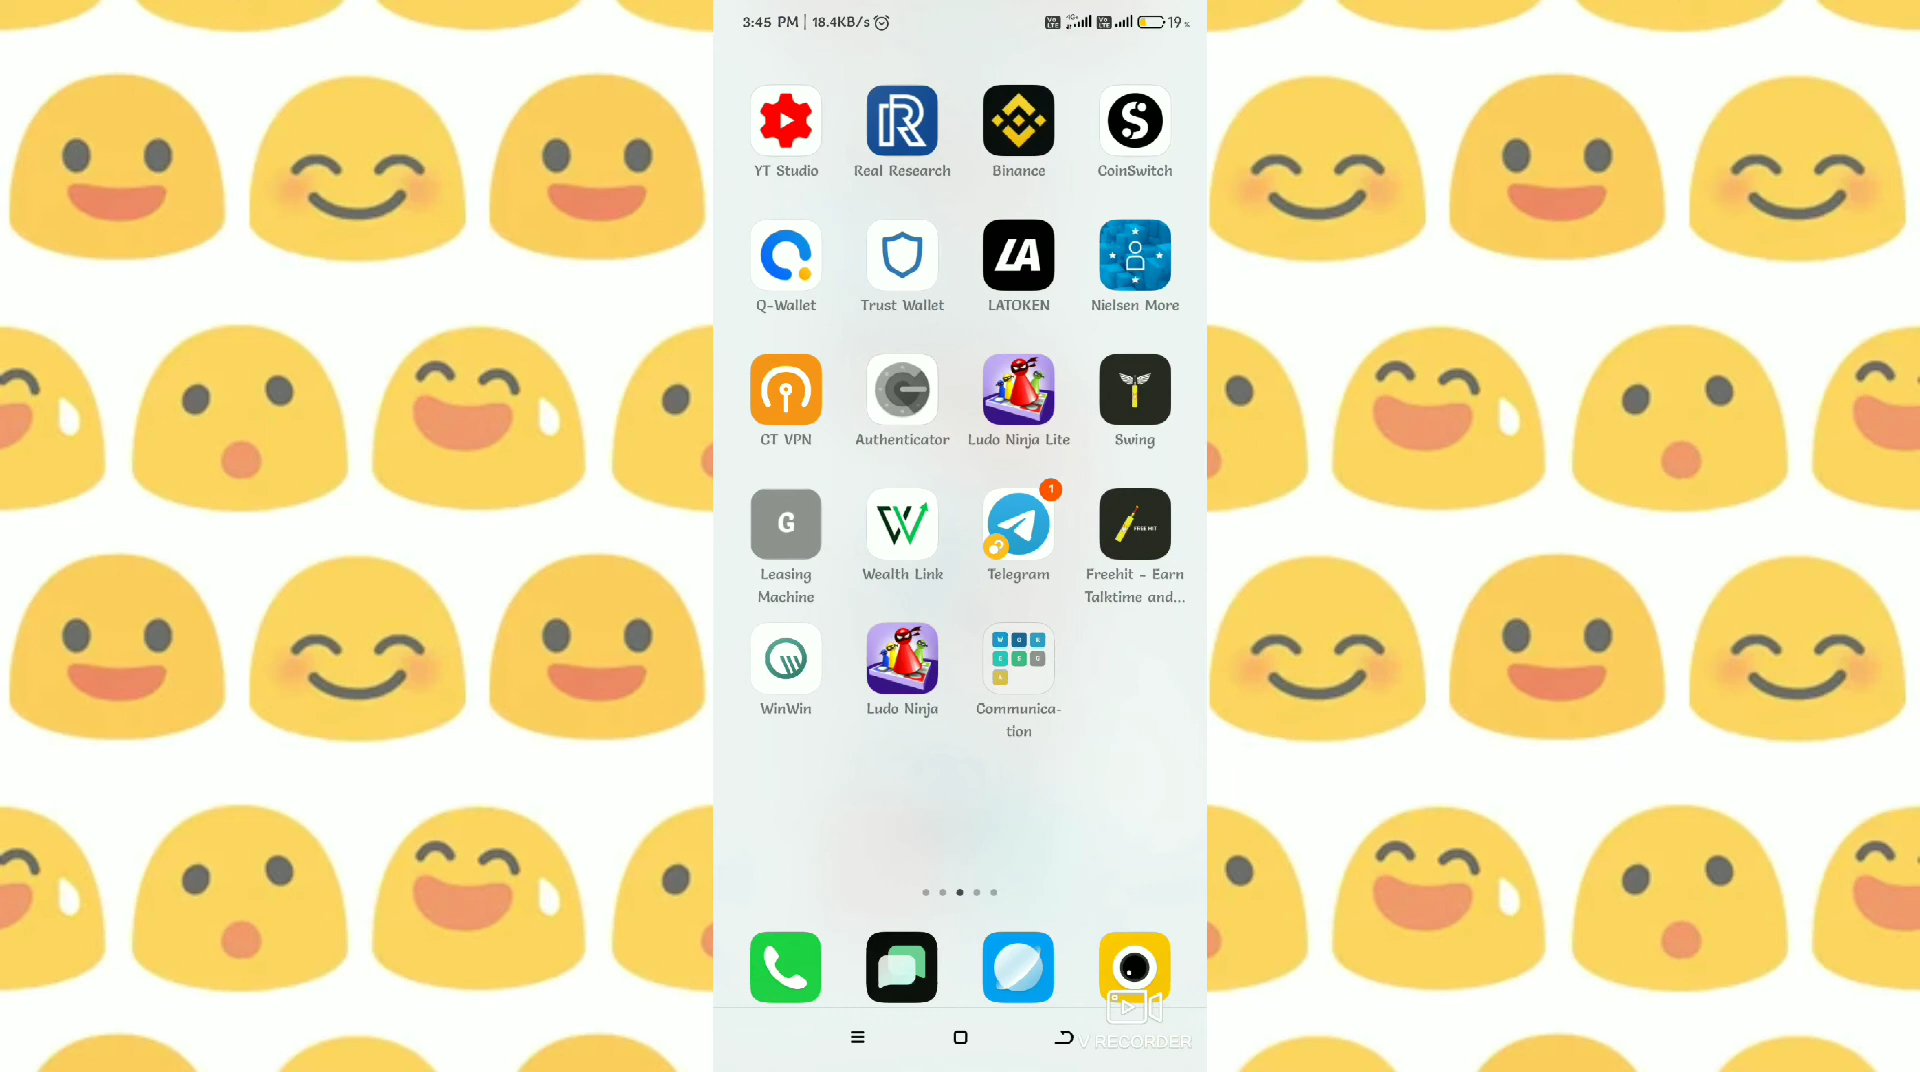 3:45 PM | 18.4KB/s
19%
YT Studio
Real Research
Binance
CoinSwitch
Q-Wallet
Trust Wallet
LATOKEN
Nielsen More
CT VPN
Authenticator
Ludo Ninja Lite
Swing
G
1
FREE HIT
Leasing
Machine
Wealth Link
Telegram
Freehit - Earn
Talktime and...
WinWin
Ludo Ninja
Communica-
tion
V RECORDER